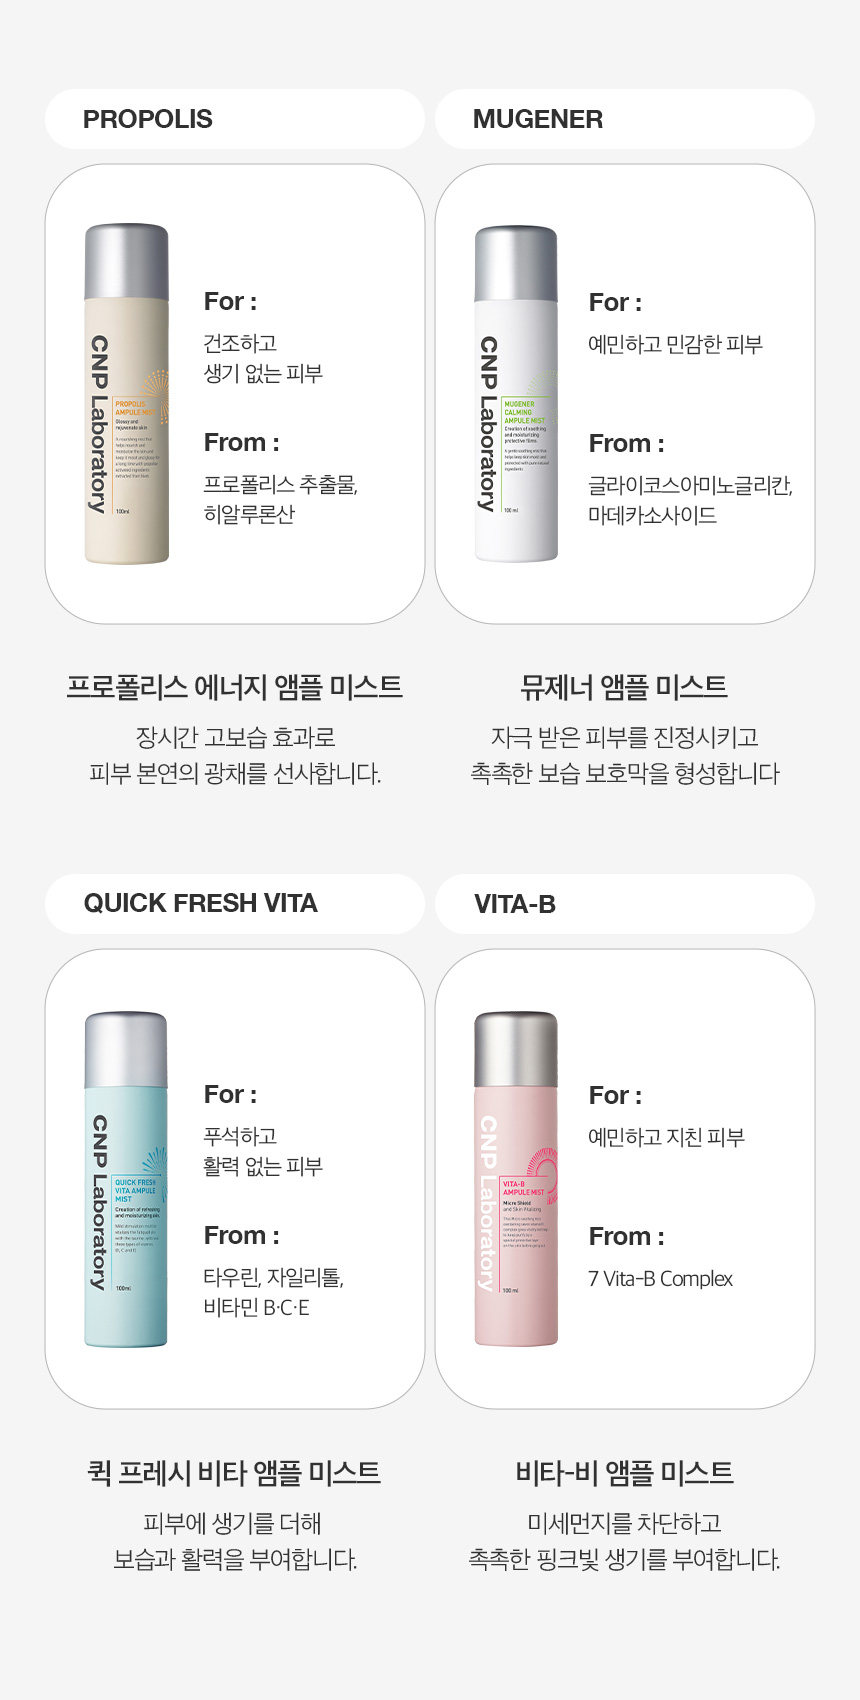 PROPOLIS
CNP Laboratory
PROPOLIS
AMPULE MIST
Glossy and
rejuvenate skin
100ml
For :
건조하고
생기 없는 피부
From :
프로폴리스 추출물,
히알루론산
프로폴리스 에너지 앰플 미스트
장시간 고보습 효과로
피부 본연의 광채를 선사합니다.
MUGENER
CNP Laboratory
MUGENER
CALMING
AMPULE MIST
Creation of soothing
and moisturizing
protective films
100 ml
For :
예민하고 민감한 피부
From :
글라이코스아미노글리칸,
마데카소사이드
뮤제너 앰플 미스트
자극 받은 피부를 진정시키고
촉촉한 보습 보호막을 형성합니다
QUICK FRESH VITA
CNP Laboratory
QUICK FRESH
VITA AMPULE
MIST
Creation of refreshing
and moisturizing skin.
100ml
For :
푸석하고
활력 없는 피부
From :
타우린, 자일리톨,
비타민 B·C·E
퀵 프레시 비타 앰플 미스트
피부에 생기를 더해
보습과 활력을 부여합니다.
VITA-B
CNP Laboratory
VITA-B
AMPULE MIST
Micro Shield
and Skin Vitalizing
100 ml
For :
예민하고 지친 피부
From :
7 Vita-B Complex
비타-비 앰플 미스트
미세먼지를 차단하고
촉촉한 핑크빛 생기를 부여합니다.